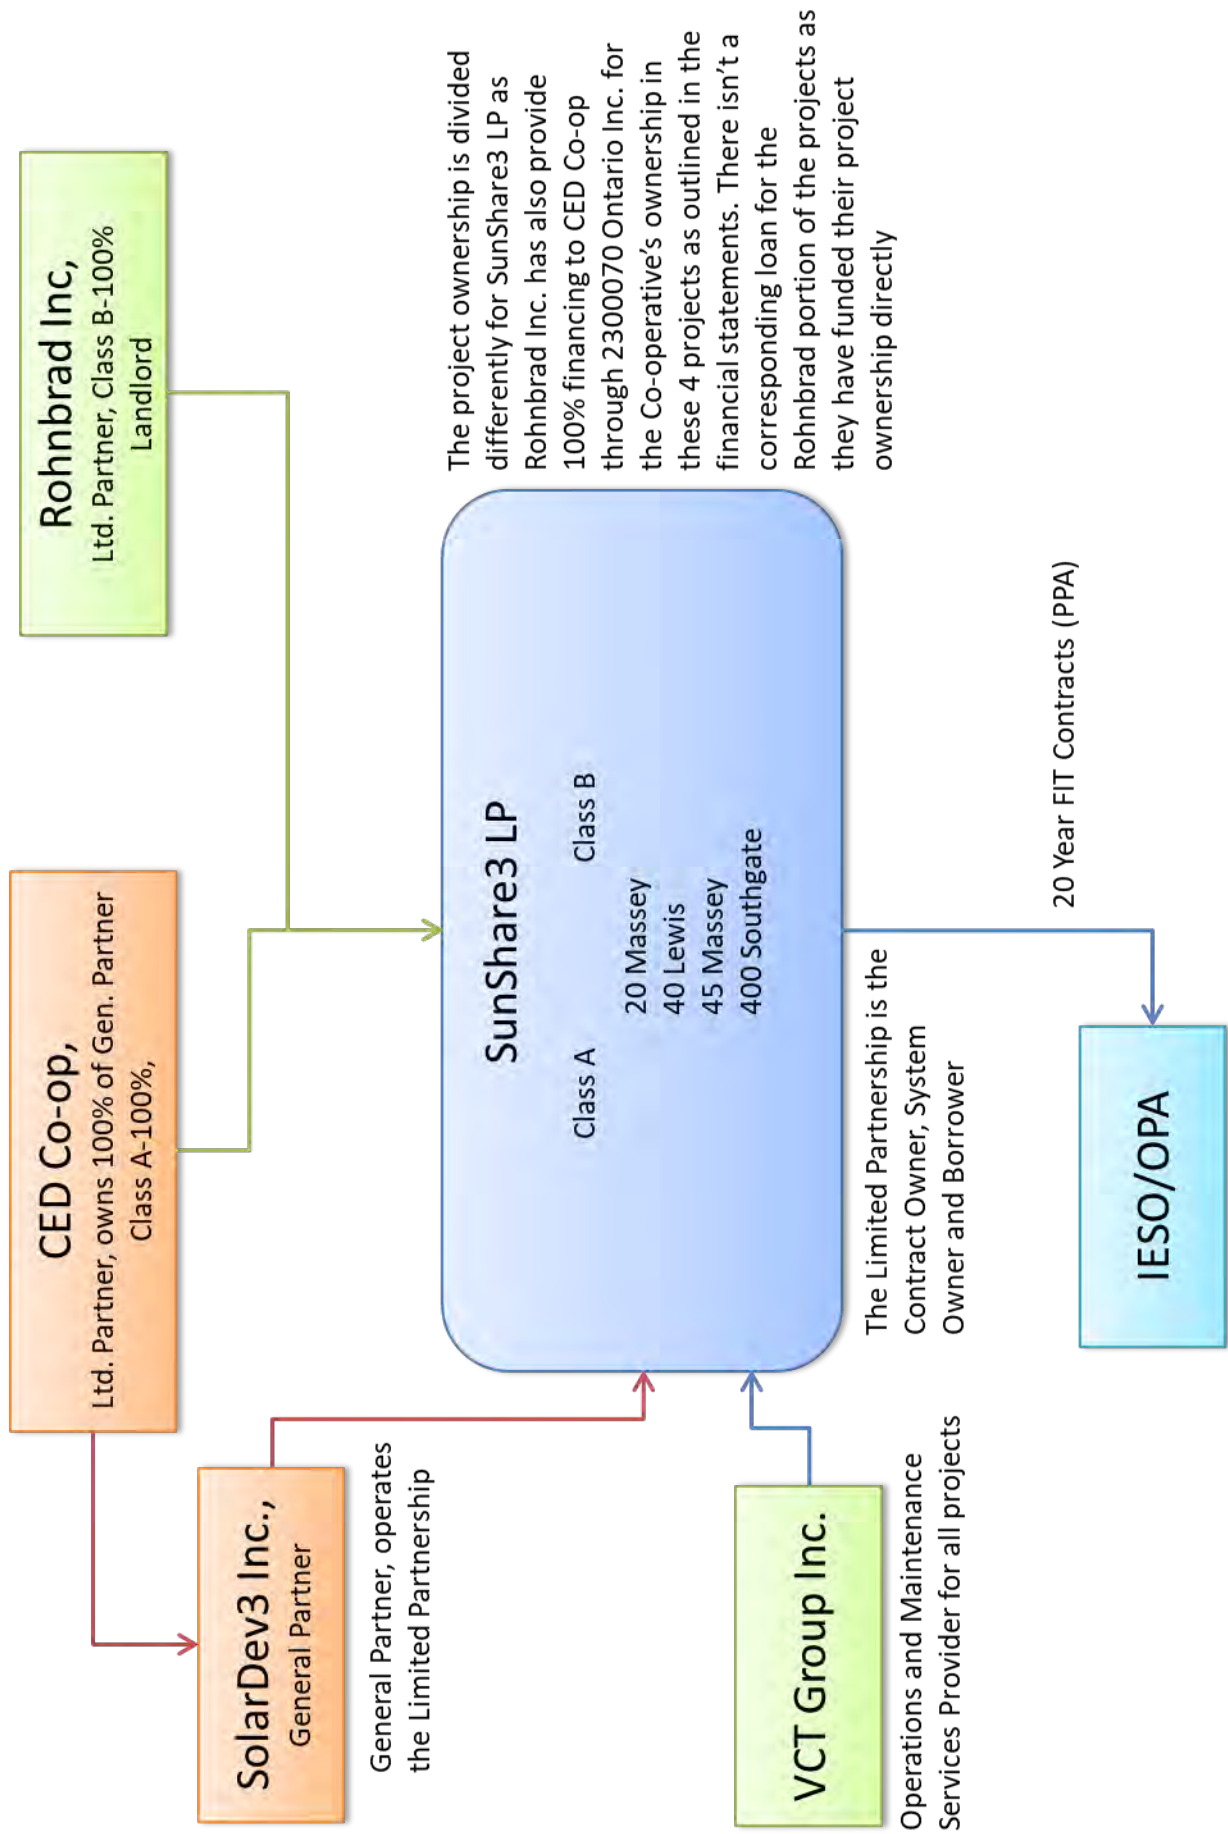 CED Co-op,
Ltd. Partner, owns 100% of Gen. Partner
Class A-100%,
Rohnbrad Inc,
Ltd. Partner, Class B-100%
Landlord
SolarDev3 Inc.,
General Partner
General Partner, operates
the Limited Partnership
SunShare3 LP
Class A
Class B
20 Massey
40 Lewis
45 Massey
400 Southgate
The project ownership is divided
differently for SunShare3 LP as
Rohnbrad Inc. has also provide
100% financing to CED Co-op
through 2300070 Ontario Inc. for
the Co-operative’s ownership in
these 4 projects as outlined in the
financial statements. There isn’t a
corresponding loan for the
Rohnbrad portion of the projects as
they have funded their project
ownership directly
VCT Group Inc.
Operations and Maintenance
Services Provider for all projects
The Limited Partnership is the
Contract Owner, System
Owner and Borrower
20 Year FIT Contracts (PPA)
IESO/OPA